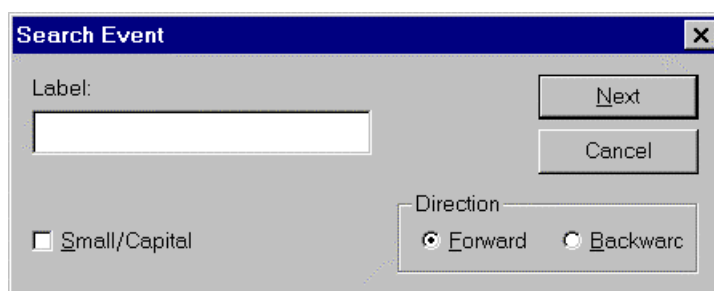 Search Event
Label:
Next
Cancel
Direction
Small/Capital
Forward
Backwarc